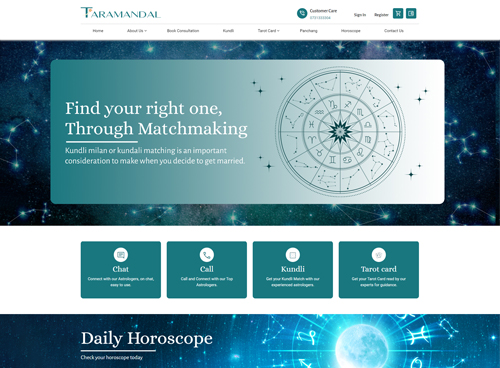 TARAMANDAL
Customer Care
Sign In
Register
Home
About Us
Book Consultation
Kundli
Tarot Card
Panchang
Horoscope
Contact Us
Find your right one,
Through Matchmaking
Kundli milan or kundali matching is an important
consideration to make when you decide to get married.
Chat
Connect with our Astrologers, on chat,
easy to use.
Call
Call and Connect with our Top
Astrologers.
Kundli
Get your Kundli Match with our
experienced astrologers
Tarot card
Get your Tarot Card read by our
experts for guidance.
Daily Horoscope
Check your horoscope today